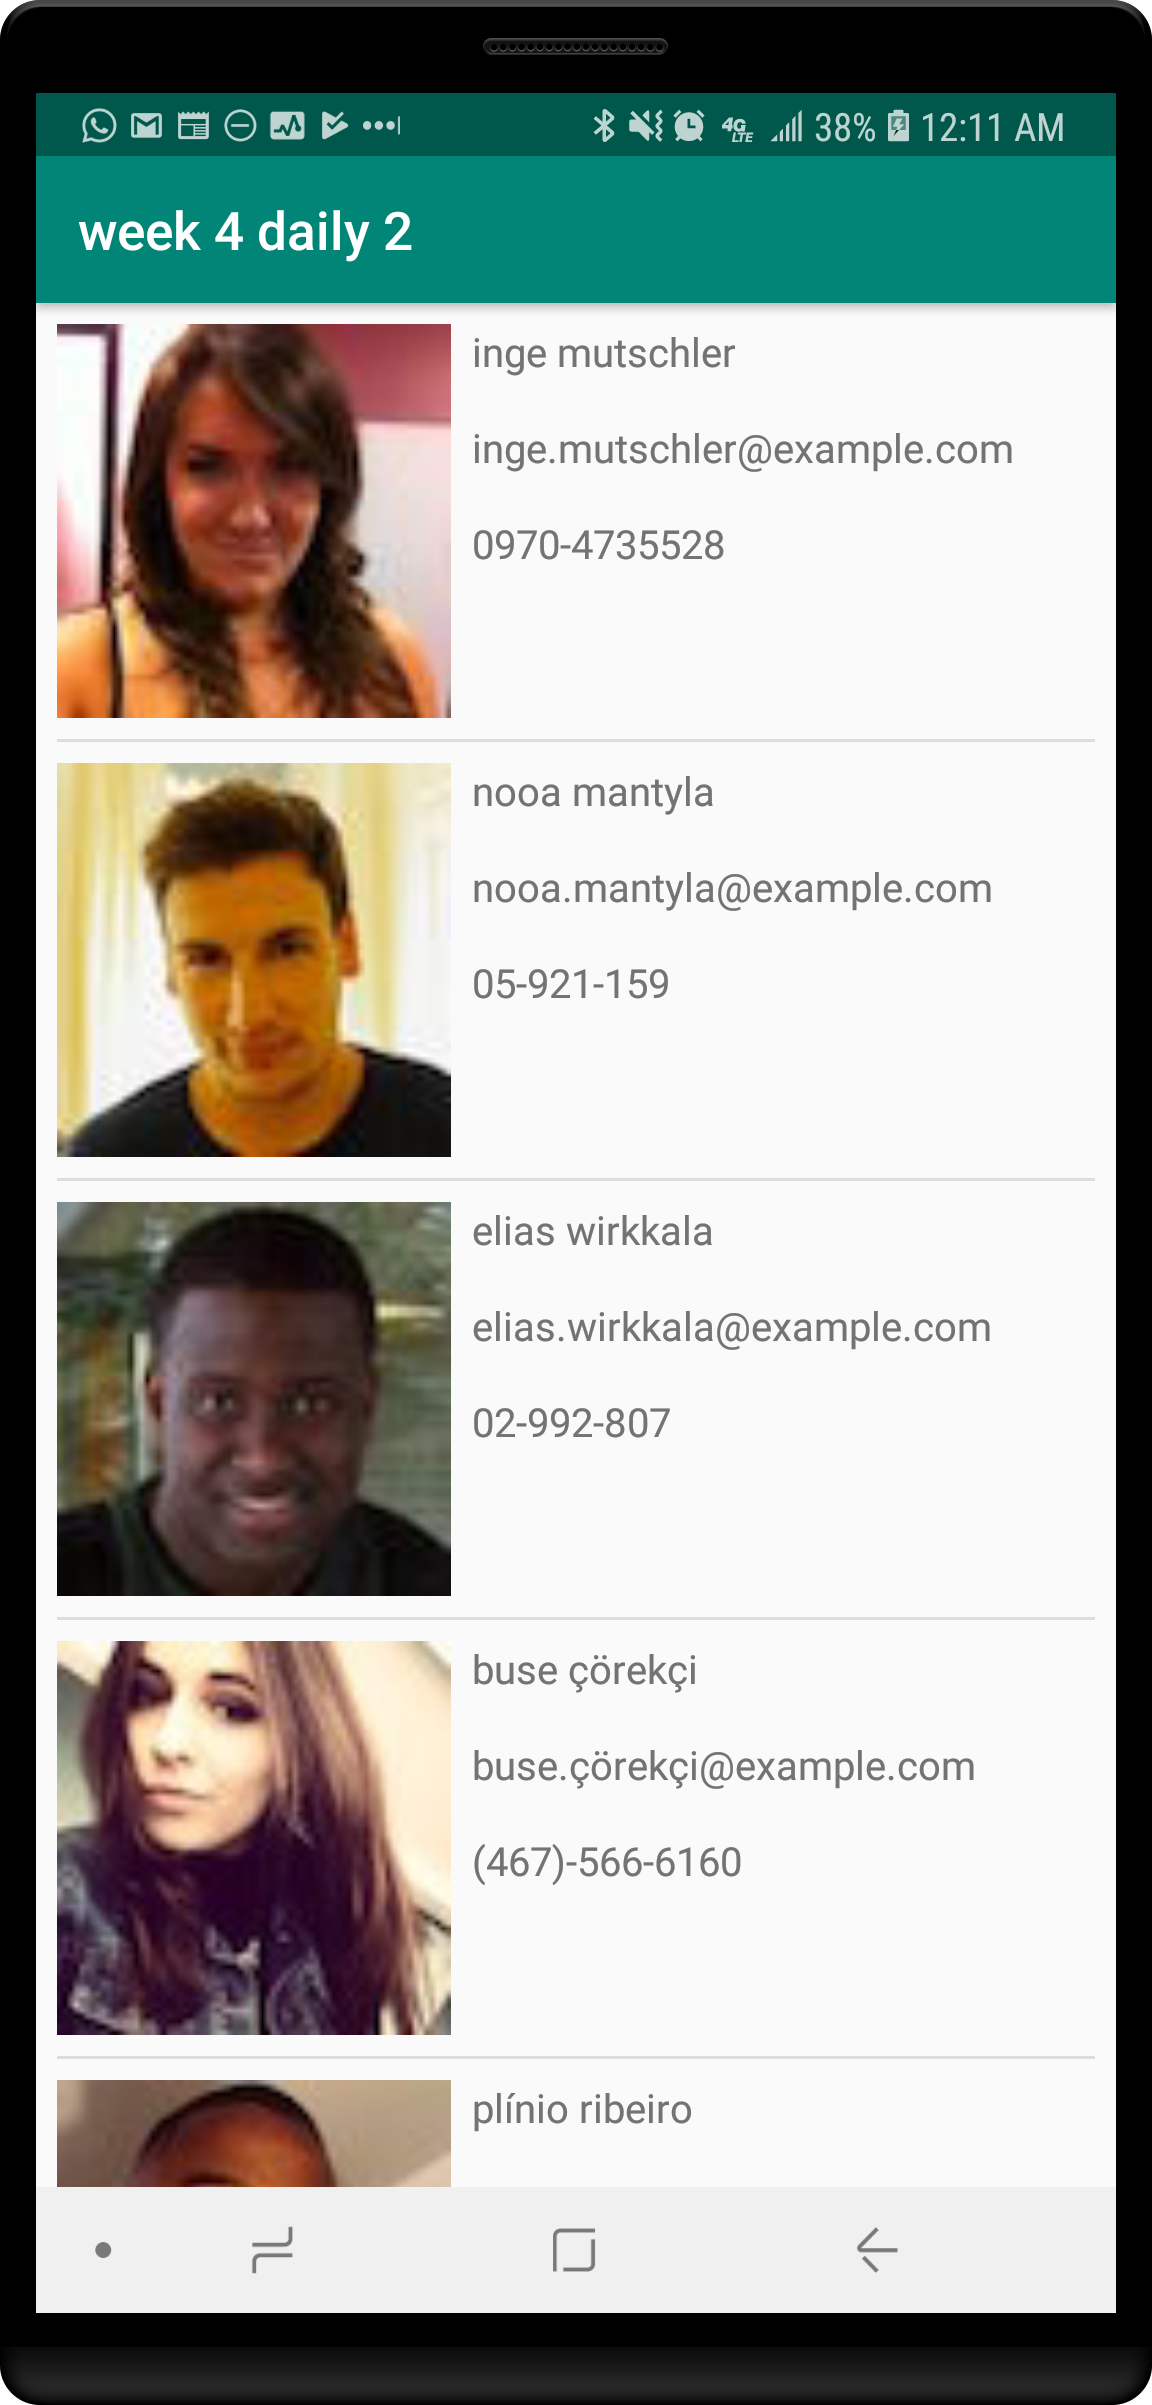 38% 12:11 AM
week 4 daily 2
inge mutschler
inge.mutschler@example.com
0970-4735528
nooa mantyla
nooa.mantyla@example.com
05-921-159
elias wirkkala
elias.wirkkala@example.com
02-992-807
buse çörekçi
buse.çörekçi@example.com
(467)-566-6160
plínio ribeiro